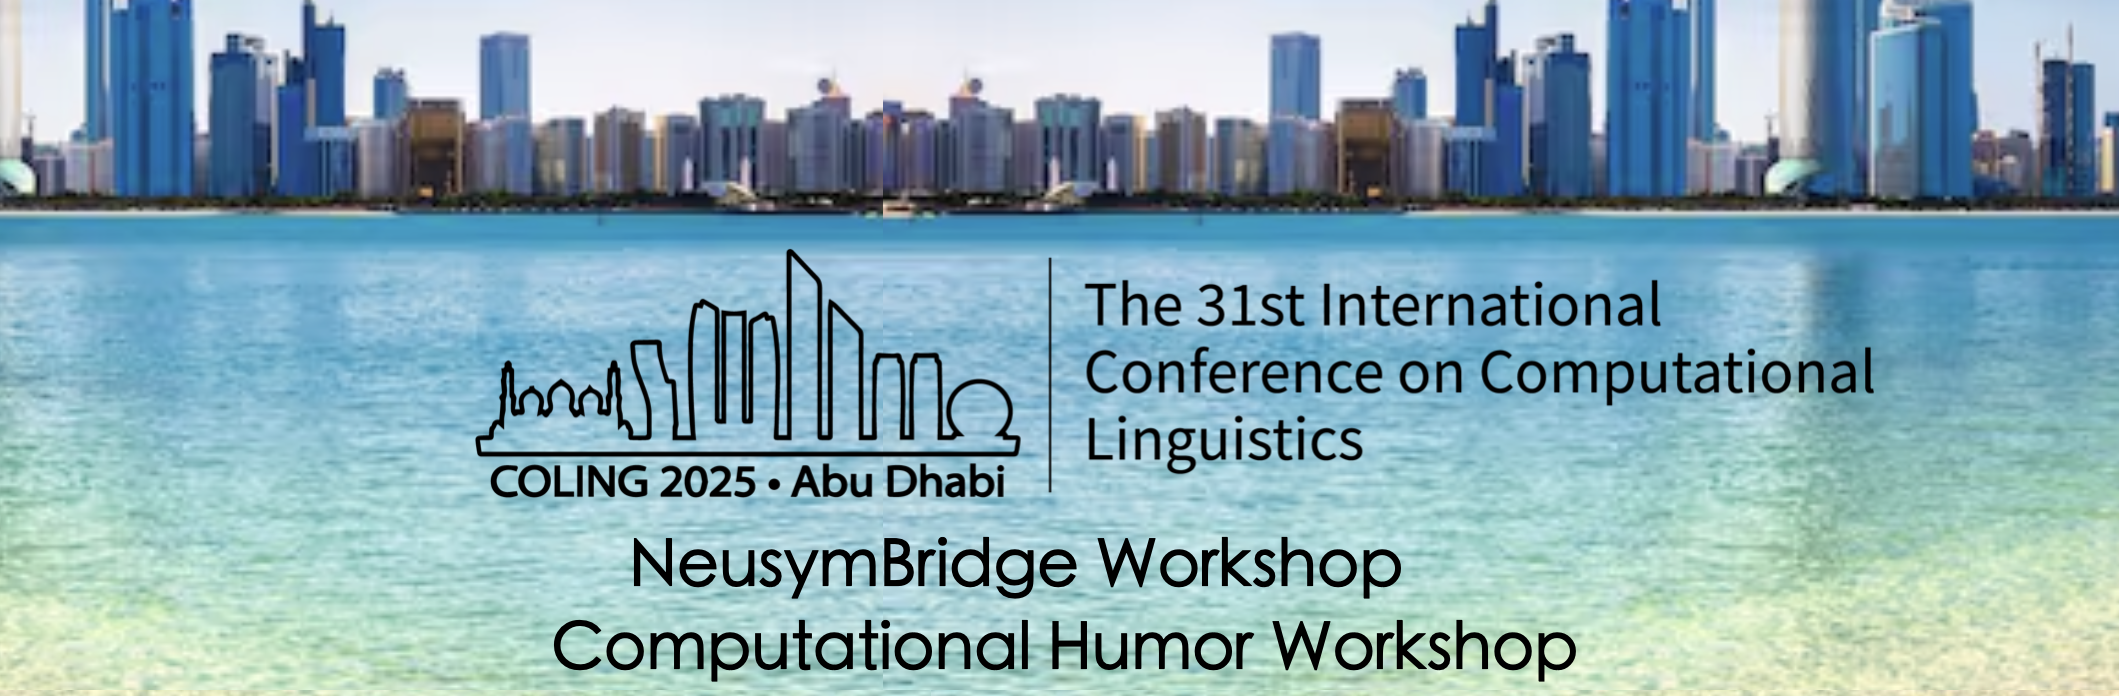 COLING 2025 • Abu Dhabi
The 31st International
Conference on Computational
Linguistics
NeusymBridge Workshop
Computational Humor Workshop